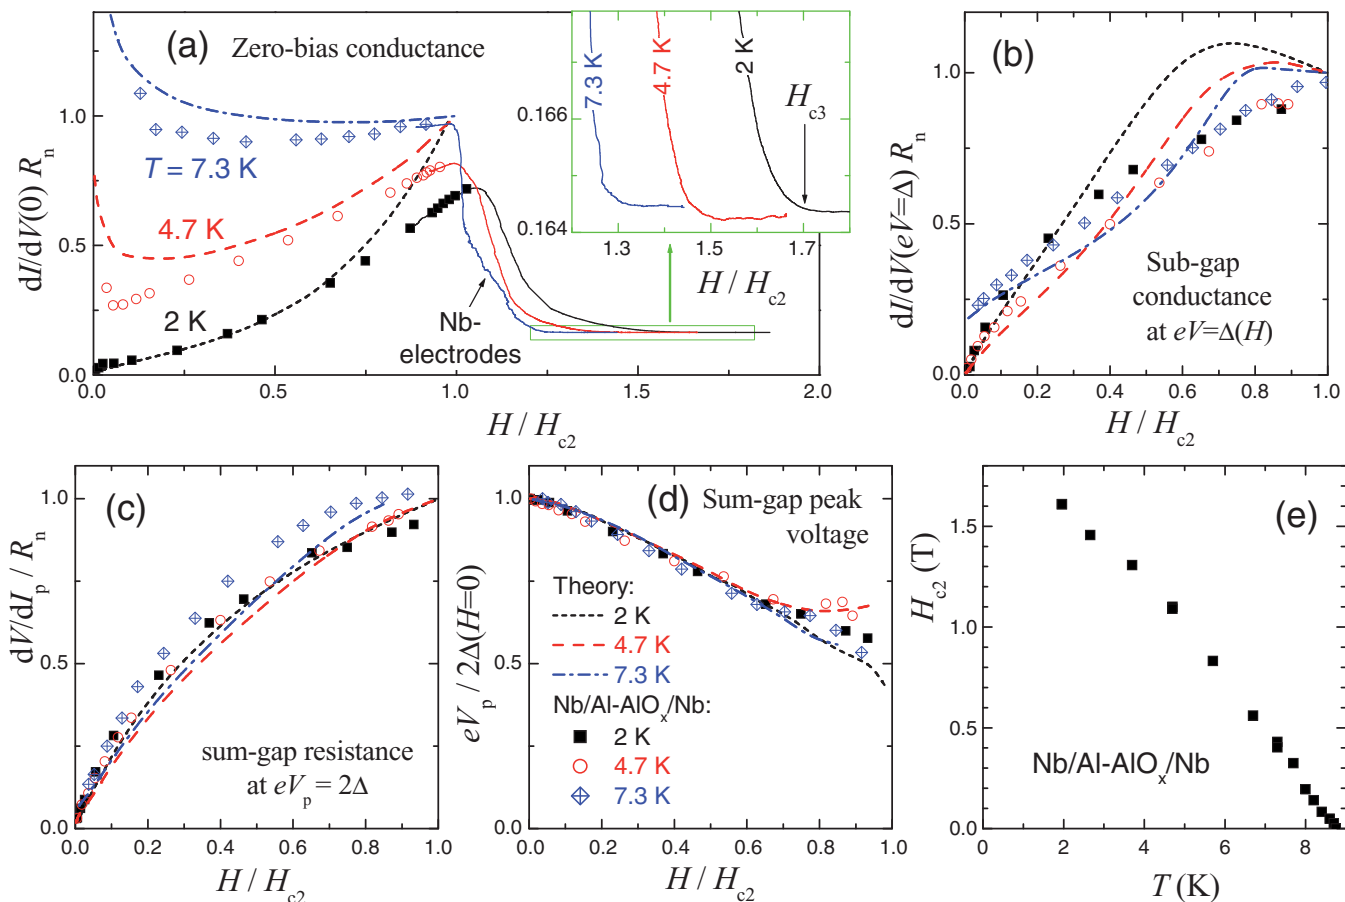 (a) Zero-bias conductance
dI/dV(0) R_n
1.0
0.5
0.0
T = 7.3 K
4.7 K
2 K
Nb-
electrodes
0.0 0.5 1.0 1.5 2.0
H / H_c2
7.3 K
4.7 K
2 K
H_c3
0.166
0.164
1.3 1.5 1.7
H / H_c2
(b)
dI/dV(eV=Δ) R_n
1.0
0.5
0.0
Sub-gap
conductance
at eV=Δ(H)
0.0 0.2 0.4 0.6 0.8 1.0
H / H_c2
(c)
dV/dI_p / R_n
1.0
0.5
0.0
sum-gap resistance
at eV_p = 2Δ
0.0 0.2 0.4 0.6 0.8 1.0
H / H_c2
(d) Sum-gap peak
voltage
eV_p / 2Δ(H=0)
1.0
0.5
0.0
Theory:
2 K
4.7 K
7.3 K
Nb/Al-AlO_x/Nb:
2 K
4.7 K
7.3 K
0.0 0.2 0.4 0.6 0.8 1.0
H / H_c2
(e)
H_c2 (T)
1.5
1.0
0.5
0.0
Nb/Al-AlO_x/Nb
0 2 4 6 8
T (K)